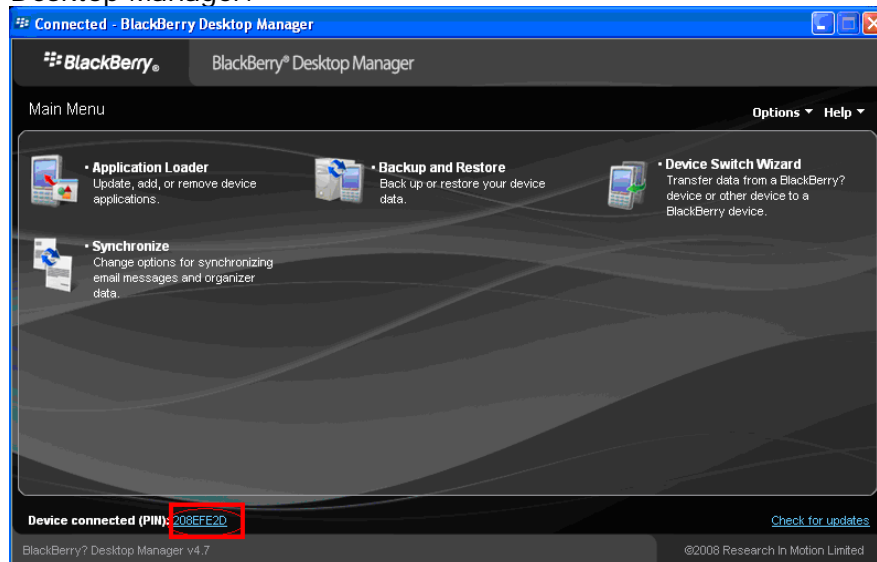 Desktop Manager.
Connected - BlackBerry Desktop Manager
BlackBerry® BlackBerry® Desktop Manager
Main Menu Options Help
Application Loader
Update, add, or remove device
applications.
Backup and Restore
Back up or restore your device
data.
Device Switch Wizard
Transfer data from a BlackBerry?
device or other device to a
BlackBerry device.
Synchronize
Change options for synchronizing
email messages and organizer
data.
Device connected (PIN): 208EFE2D Check for updates
BlackBerry? Desktop Manager v4.7 ©2008 Research In Motion Limited